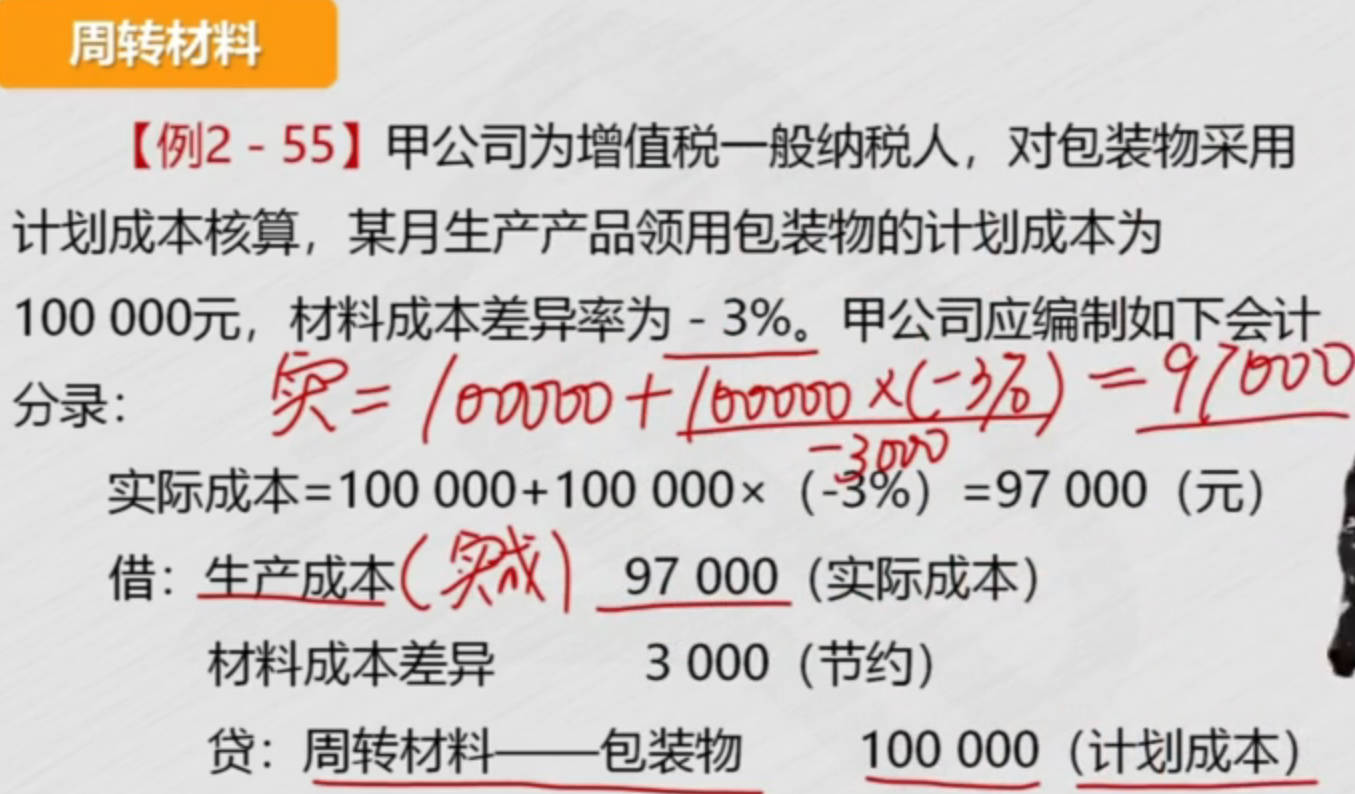 周转材料
【例2 - 55】甲公司为增值税一般纳税人，对包装物采用
计划成本核算，某月生产产品领用包装物的计划成本为
100 000元，材料成本差异率为 - 3%。甲公司应编制如下会计
分录：
实 = 100000 + 100000 × (-3%) = 97000
-3000
实际成本=100 000+100 000×（-3%）=97 000（元）
借：生产成本(实成) 97 000（实际成本）
材料成本差异 3 000（节约）
贷：周转材料——包装物 100 000（计划成本）